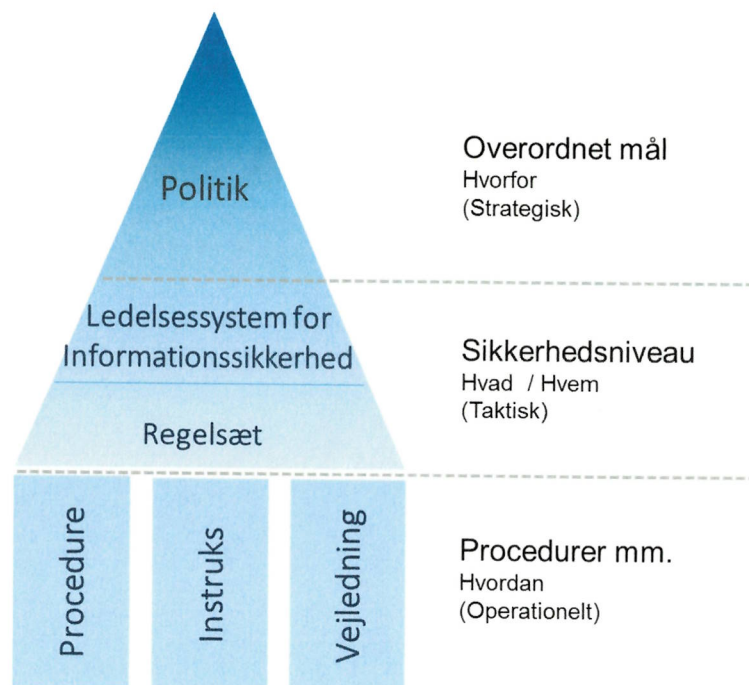 Politik
Overordnet mål
Hvorfor
(Strategisk)
Ledelsessystem for
Informationssikkerhed
Regelsæt
Sikkerhedsniveau
Hvad / Hvem
(Taktisk)
Procedure
Instruks
Vejledning
Procedurer mm.
Hvordan
(Operationelt)